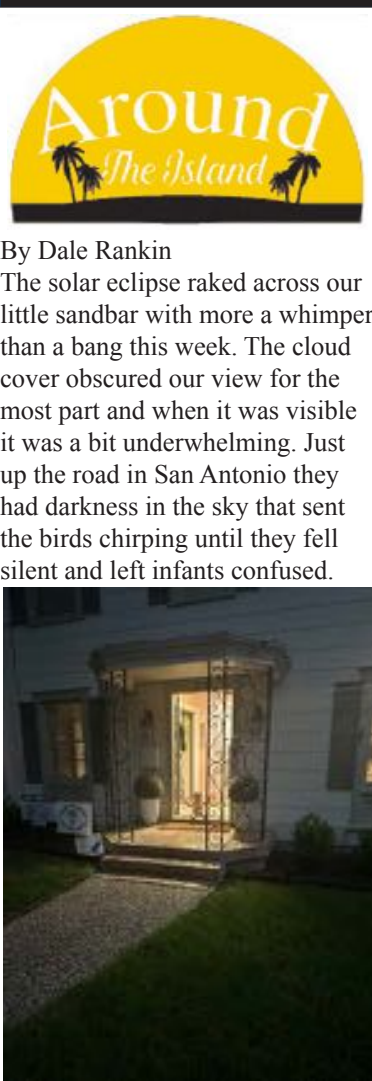 Around
The Island
By Dale Rankin
The solar eclipse raked across our
little sandbar with more a whimper
than a bang this week. The cloud
cover obscured our view for the
most part and when it was visible
it was a bit underwhelming. Just
up the road in San Antonio they
had darkness in the sky that sent
the birds chirping until they fell
silent and left infants confused.